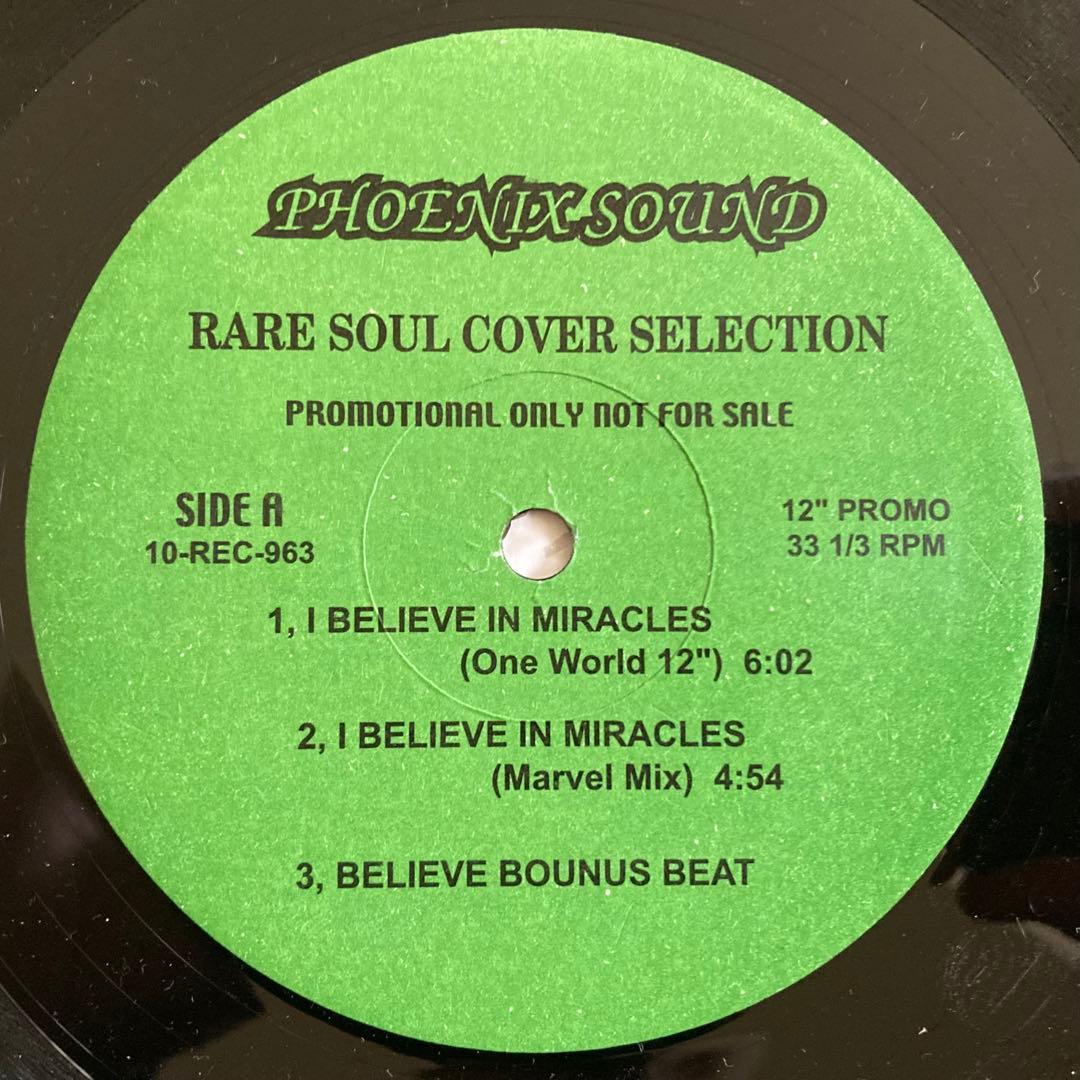 PHOENIX SOUND
RARE SOUL COVER SELECTION
PROMOTIONAL ONLY NOT FOR SALE
SIDE A
10-REC-963
12" PROMO
33 1/3 RPM
1, I BELIEVE IN MIRACLES
(One World 12") 6:02
2, I BELIEVE IN MIRACLES
(Marvel Mix) 4:54
3, BELIEVE BOUNUS BEAT